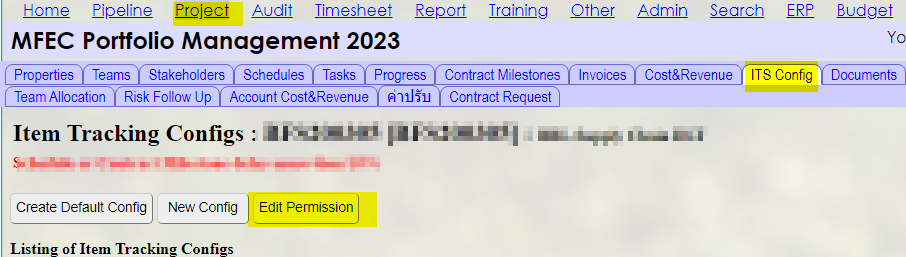 Home Pipeline Project Audit Timesheet Report Training Other Admin Search ERP Budget
MFEC Portfolio Management 2023 Yo
Properties Teams Stakeholders Schedules Tasks Progress Contract Milestones Invoices Cost&Revenue ITS Config Documents
Team Allocation Risk Follow Up Account Cost&Revenue ค่าปรับ Contract Request
Item Tracking Configs :
Create Default Config New Config Edit Permission
Listing of Item Tracking Configs